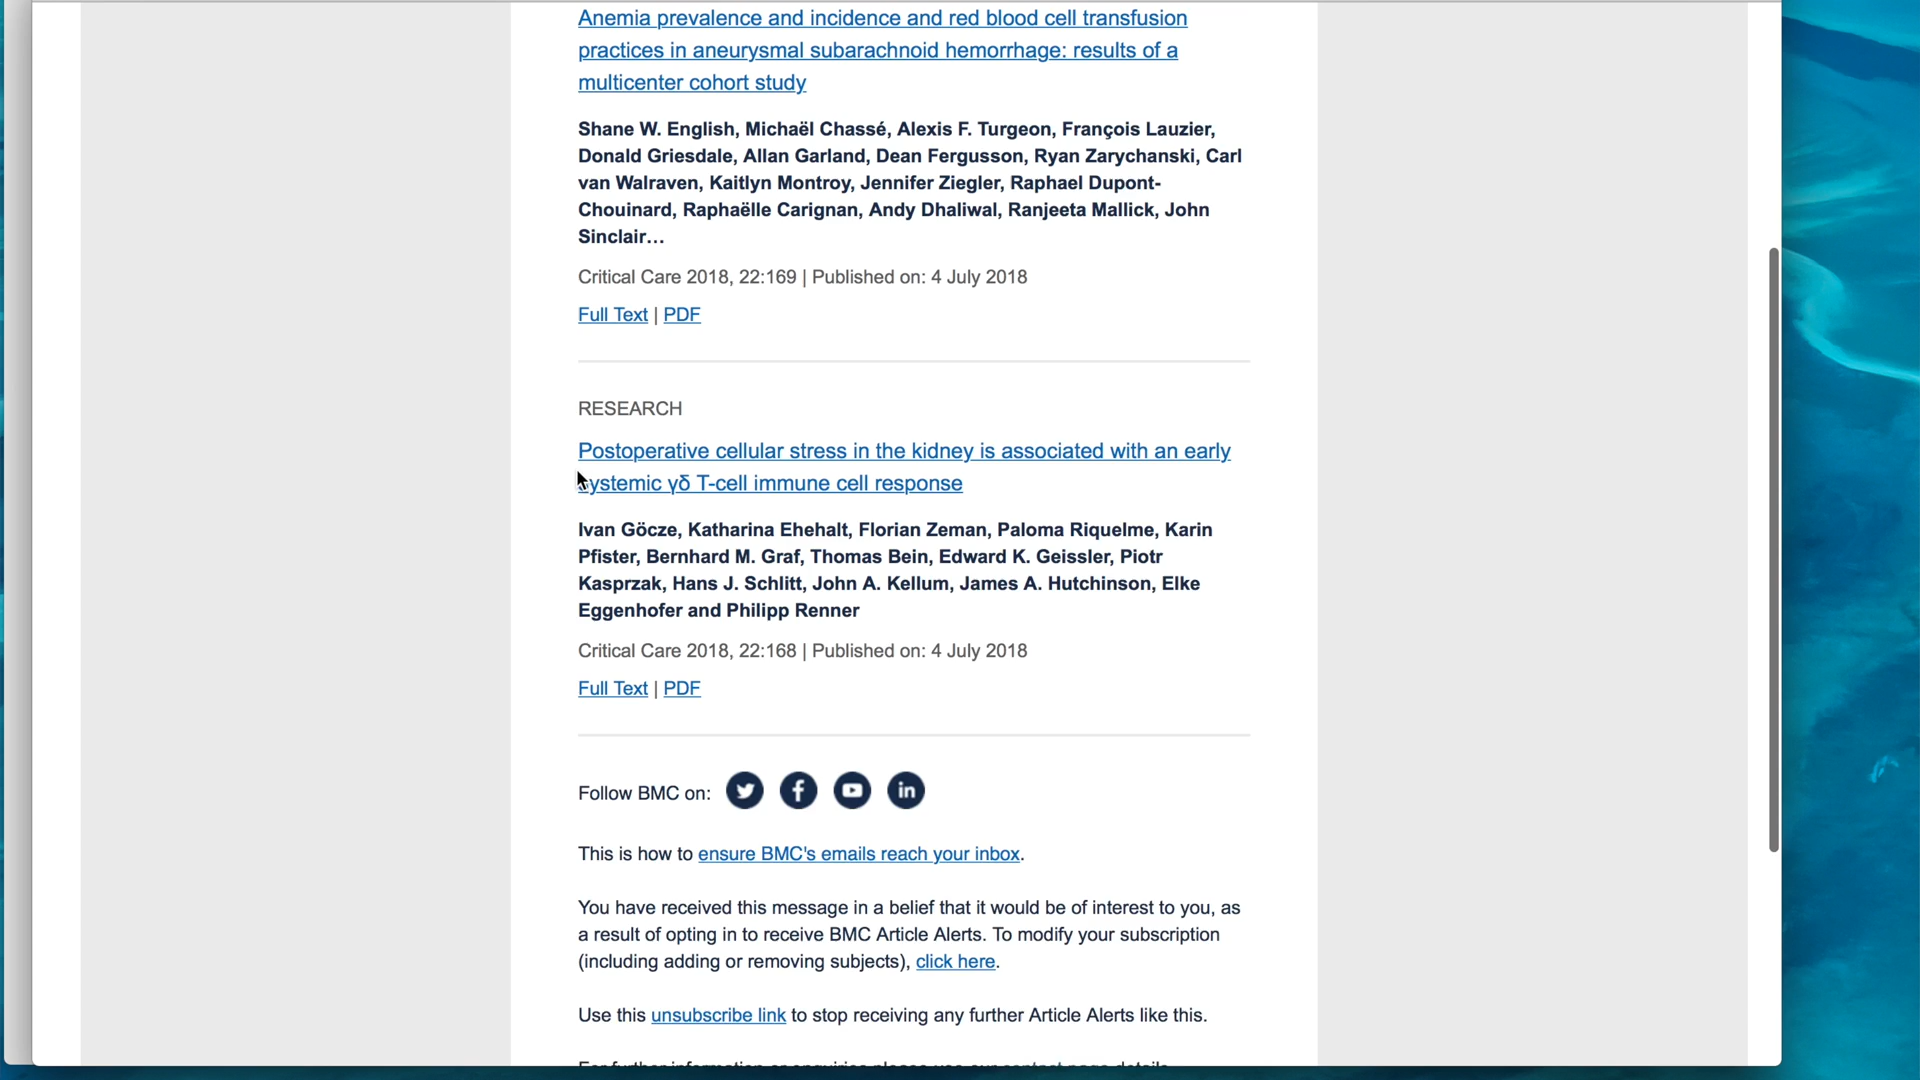 Anemia prevalence and incidence and red blood cell transfusion
practices in aneurysmal subarachnoid hemorrhage: results of a
multicenter cohort study
Shane W. English, Michaël Chassé, Alexis F. Turgeon, François Lauzier,
Donald Griesdale, Allan Garland, Dean Fergusson, Ryan Zarychanski, Carl
van Walraven, Kaitlyn Montroy, Jennifer Ziegler, Raphael Dupont-
Chouinard, Raphaëlle Carignan, Andy Dhaliwal, Ranjeeta Mallick, John
Sinclair…
Critical Care 2018, 22:169 | Published on: 4 July 2018
Full Text | PDF
RESEARCH
Postoperative cellular stress in the kidney is associated with an early
systemic γδ T-cell immune cell response
Ivan Göcze, Katharina Ehehalt, Florian Zeman, Paloma Riquelme, Karin
Pfister, Bernhard M. Graf, Thomas Bein, Edward K. Geissler, Piotr
Kasprzak, Hans J. Schlitt, John A. Kellum, James A. Hutchinson, Elke
Eggenhofer and Philipp Renner
Critical Care 2018, 22:168 | Published on: 4 July 2018
Full Text | PDF
Follow BMC on:
This is how to ensure BMC's emails reach your inbox.
You have received this message in a belief that it would be of interest to you, as
a result of opting in to receive BMC Article Alerts. To modify your subscription
(including adding or removing subjects), click here.
Use this unsubscribe link to stop receiving any further Article Alerts like this.